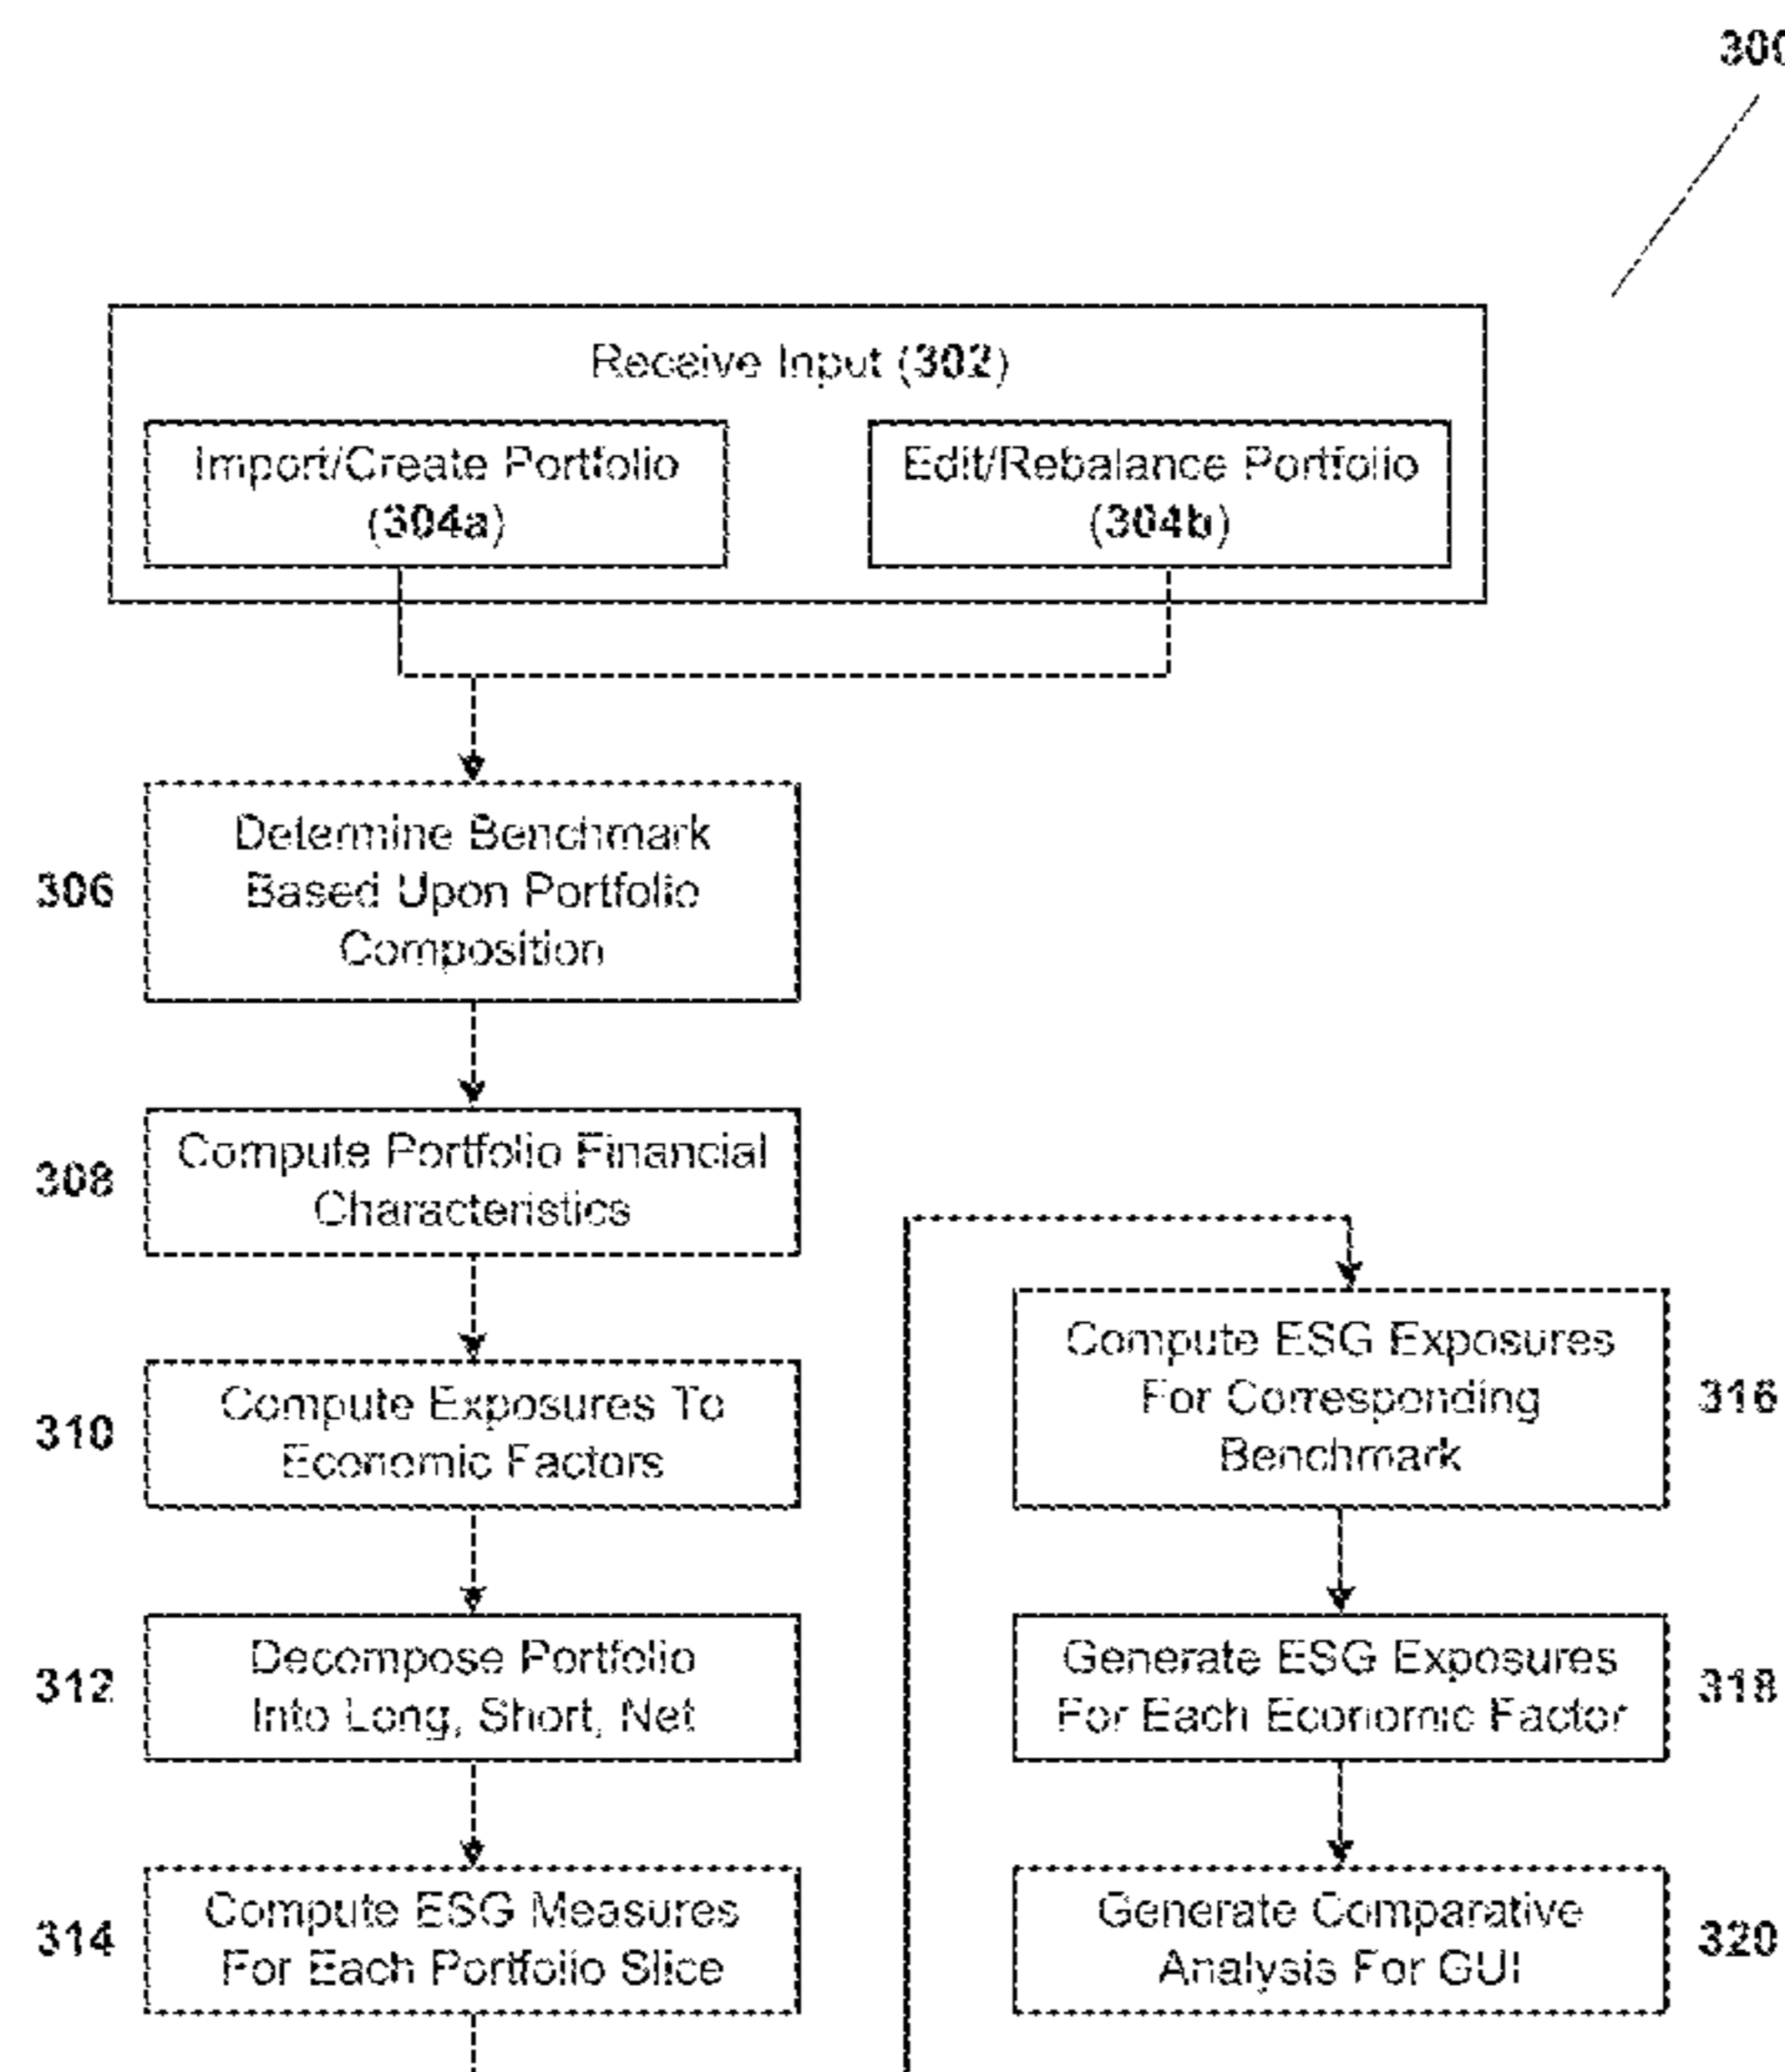 300
Receive Input (302)
Import/Create Portfolio
(304a)
Edit/Rebalance Portfolio
(304b)
306
Determine Benchmark
Based Upon Portfolio
Composition
308
Compute Portfolio Financial
Characteristics
310
Compute Exposures To
Economic Factors
312
Decompose Portfolio
Into Long, Short, Net
314
Compute ESG Measures
For Each Portfolio Slice
Compute ESG Exposures
For Corresponding
Benchmark
316
Generate ESG Exposures
For Each Economic Factor
318
Generate Comparative
Analysis For GUI
320